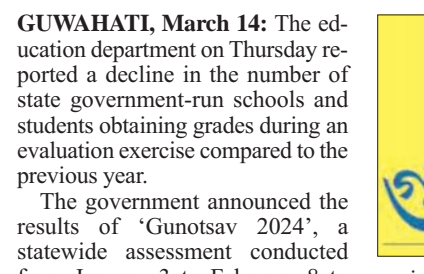 GUWAHATI, March 14: The ed-
ucation department on Thursday re-
ported a decline in the number of
state government-run schools and
students obtaining grades during an
evaluation exercise compared to the
previous year.
The government announced the
results of ‘Gunotsav 2024’, a
statewide assessment conducted